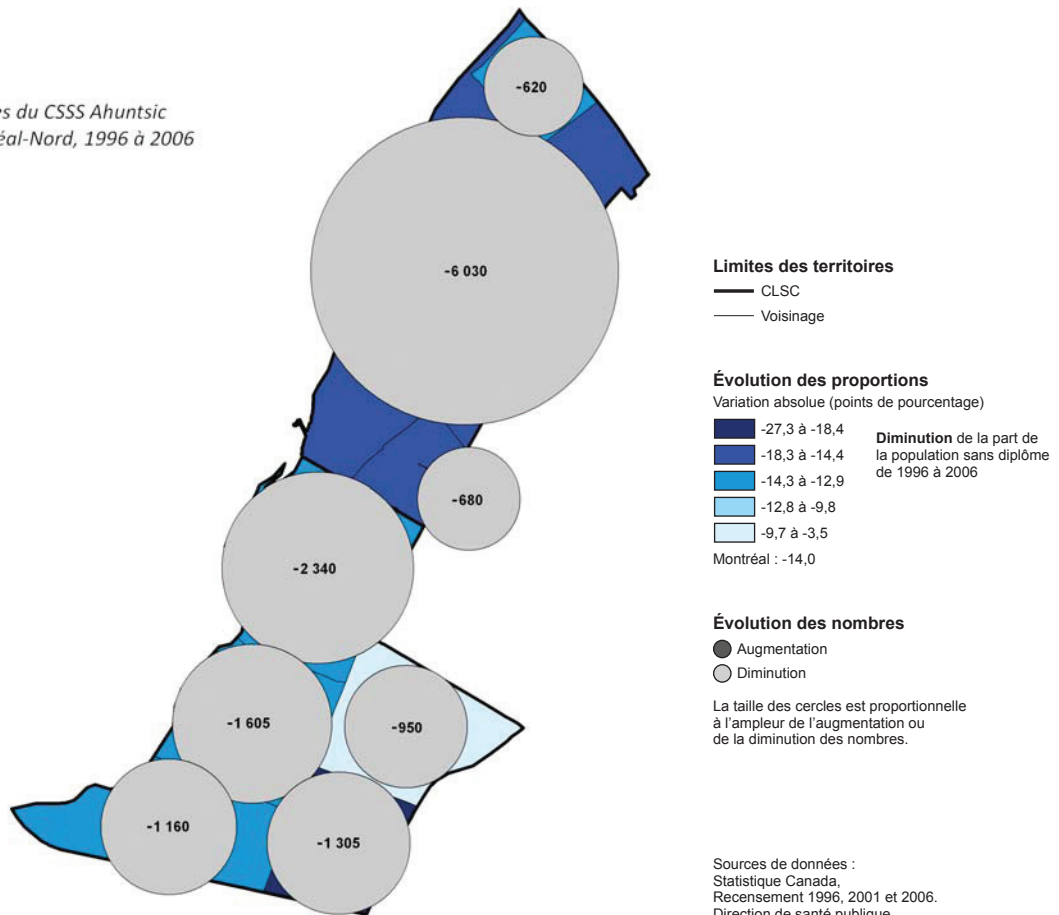 es du CSSS Ahuntsic
éal-Nord, 1996 à 2006
-620
-6 030
-680
-2 340
-1 605
-950
-1 160
-1 305
Limites des territoires
CLSC
Voisinage
Évolution des proportions
Variation absolue (points de pourcentage)
-27,3 à -18,4
-18,3 à -14,4
-14,3 à -12,9
-12,8 à -9,8
-9,7 à -3,5
Diminution de la part de
la population sans diplôme
de 1996 à 2006
Montréal : -14,0
Évolution des nombres
Augmentation
Diminution
La taille des cercles est proportionnelle
à l'ampleur de l'augmentation ou
de la diminution des nombres.
Sources de données :
Statistique Canada,
Recensement 1996, 2001 et 2006.
Direction de santé publique